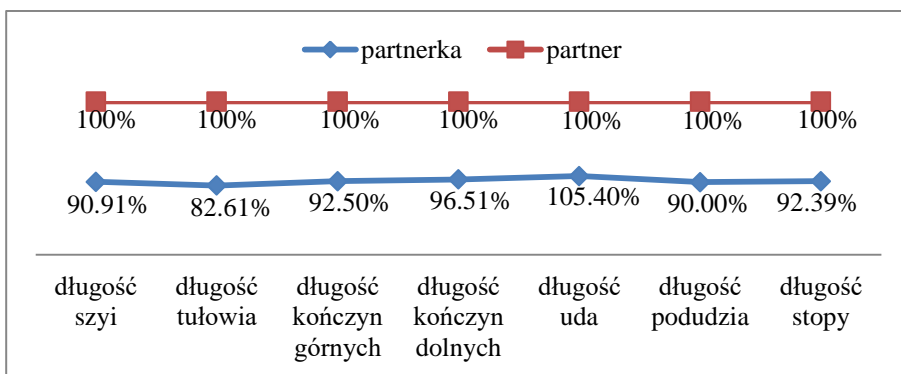 partnerka partner
100% 100% 100% 100% 100% 100% 100%
90.91% 82.61% 92.50% 96.51% 105.40% 90.00% 92.39%
długość długość długość długość długość długość długość
szyi tułowia kończyn kończyn uda podudzia stopy
górnych dolnych